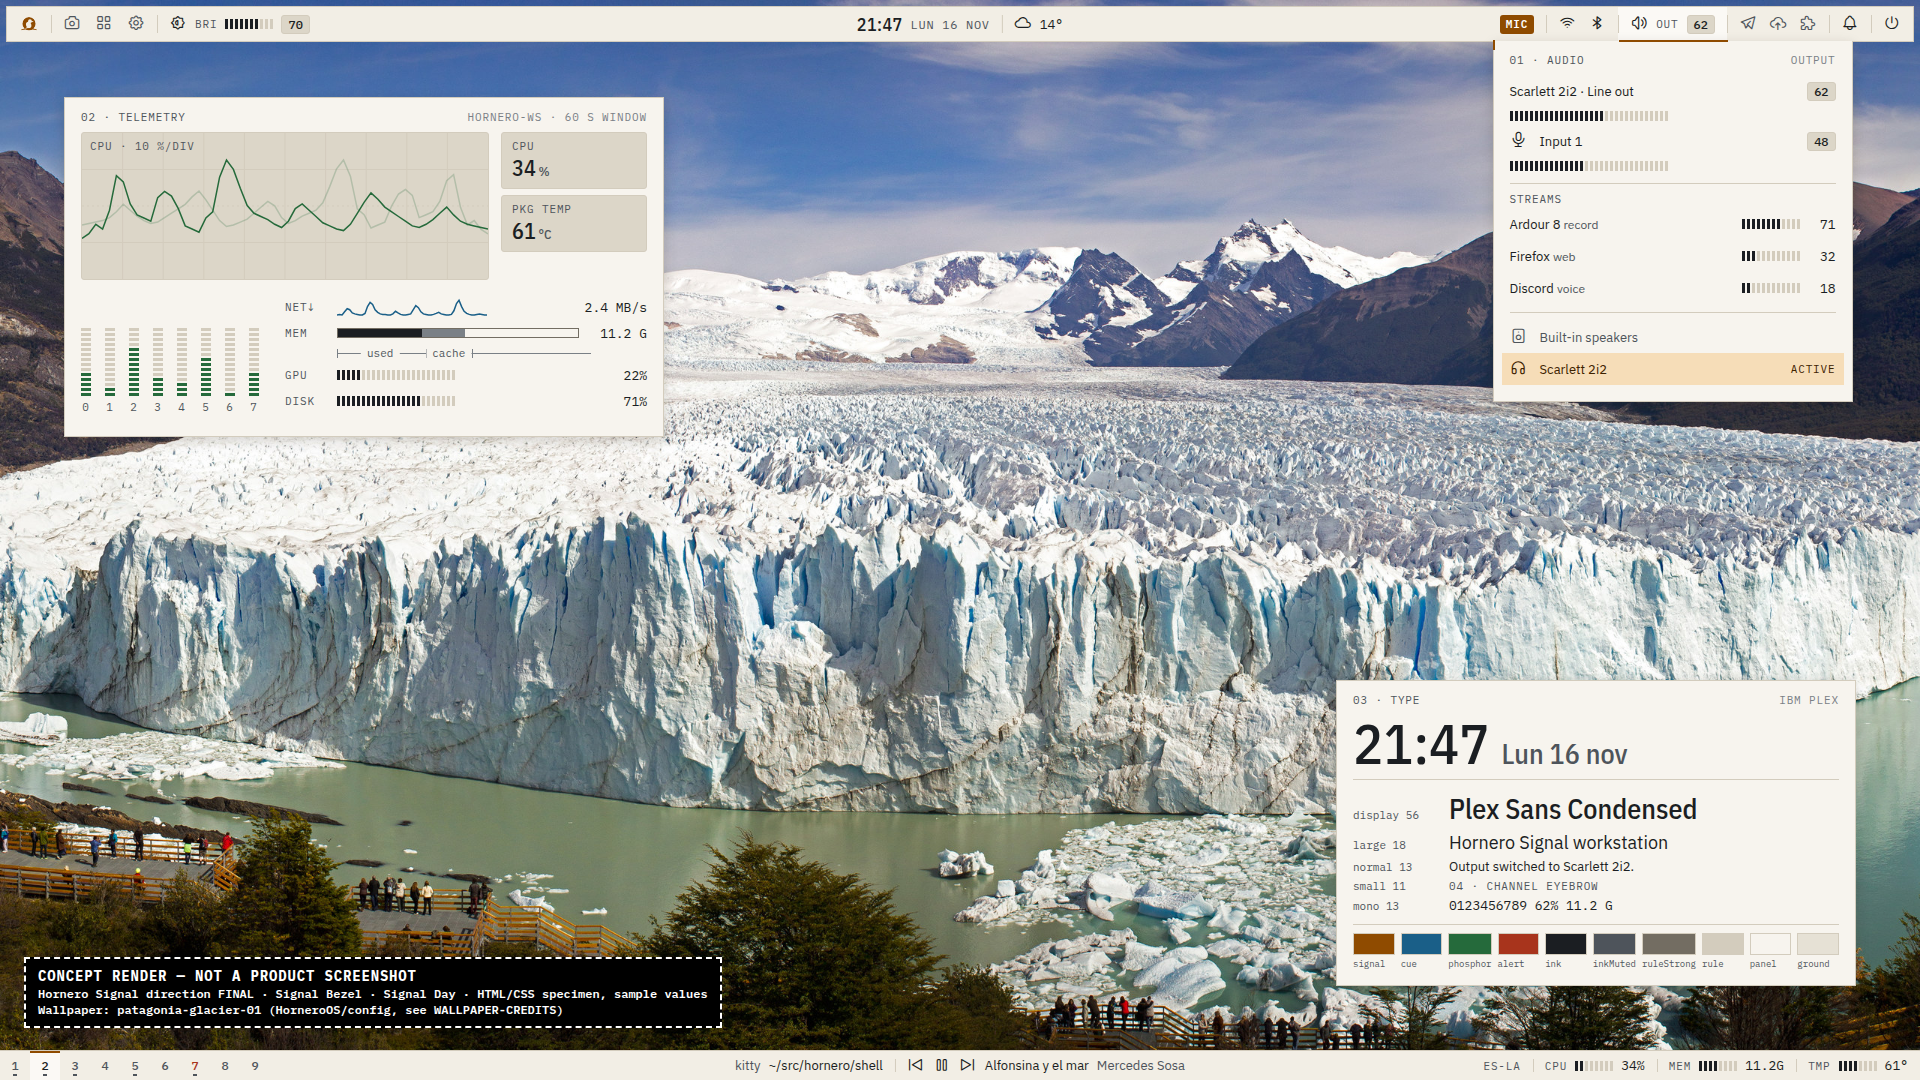 BRI 70
21:47 LUN 16 NOV 14°
MIC OUT 62
01 · AUDIO OUTPUT
Scarlett 2i2 · Line out 62
Input 1 48
STREAMS
Ardour 8 record 71
Firefox web 32
Discord voice 18
Built-in speakers
Scarlett 2i2 ACTIVE
02 · TELEMETRY HORNERO-WS · 60 S WINDOW
CPU · 10 %/DIV
CPU
34 %
PKG TEMP
61 °C
NET↓ 2.4 MB/s
MEM 11.2 G
used cache
GPU 22%
DISK 71%
0 1 2 3 4 5 6 7
03 · TYPE IBM PLEX
21:47 Lun 16 nov
display 56 Plex Sans Condensed
large 18 Hornero Signal workstation
normal 13 Output switched to Scarlett 2i2.
small 11 04 · CHANNEL EYEBROW
mono 13 0123456789 62% 11.2 G
signal cue phosphor alert ink inkMuted ruleStrong rule panel ground
CONCEPT RENDER — NOT A PRODUCT SCREENSHOT
Hornero Signal direction FINAL · Signal Bezel · Signal Day · HTML/CSS specimen, sample values
Wallpaper: patagonia-glacier-01 (HorneroOS/config, see WALLPAPER-CREDITS)
1 2 3 4 5 6 7 8 9
kitty ~/src/hornero/shell Alfonsina y el mar Mercedes Sosa
ES-LA CPU 34% MEM 11.2G TMP 61°